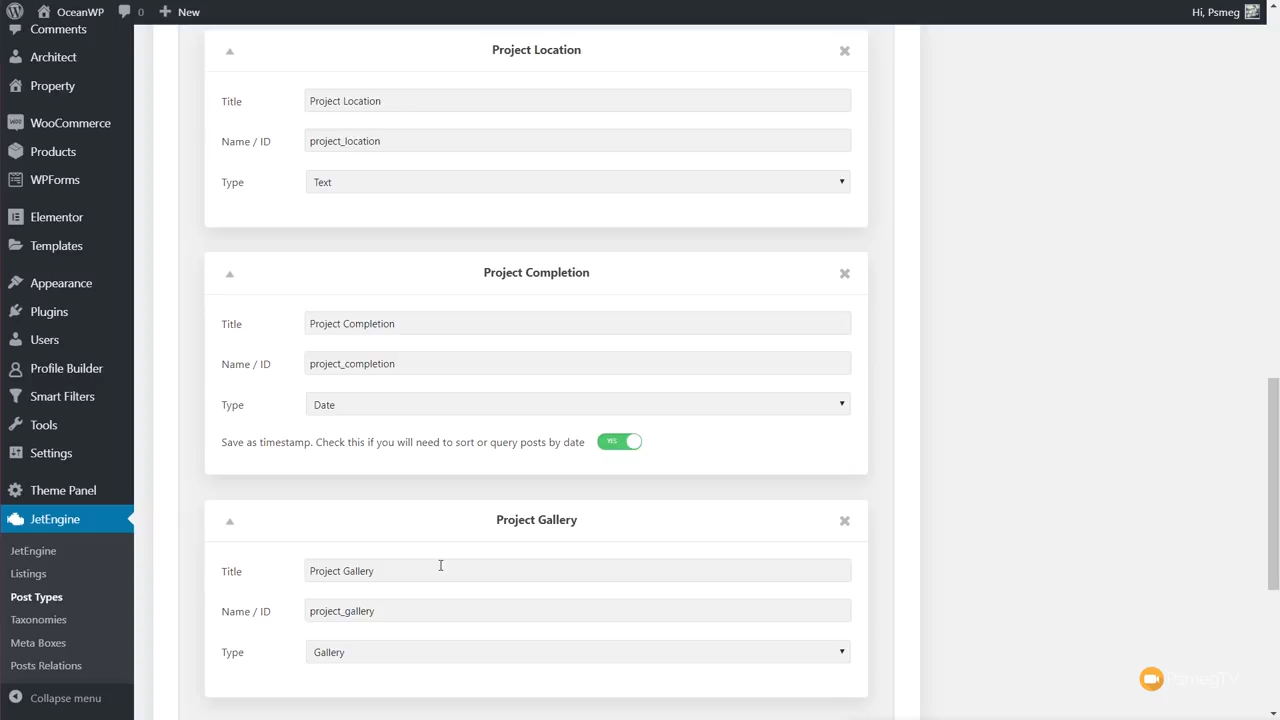 OceanWP
0
New
Hi, Psmeg
Comments
Architect
Property
WooCommerce
Products
WPForms
Elementor
Templates
Appearance
Plugins
Users
Profile Builder
Smart Filters
Tools
Settings
Theme Panel
JetEngine
JetEngine
Listings
Post Types
Taxonomies
Meta Boxes
Posts Relations
Collapse menu
Project Location
Title
Project Location
Name / ID
project_location
Type
Text
Project Completion
Title
Project Completion
Name / ID
project_completion
Type
Date
Save as timestamp. Check this if you will need to sort or query posts by date
YES
Project Gallery
Title
Project Gallery
Name / ID
project_gallery
Type
Gallery
PsmegTV